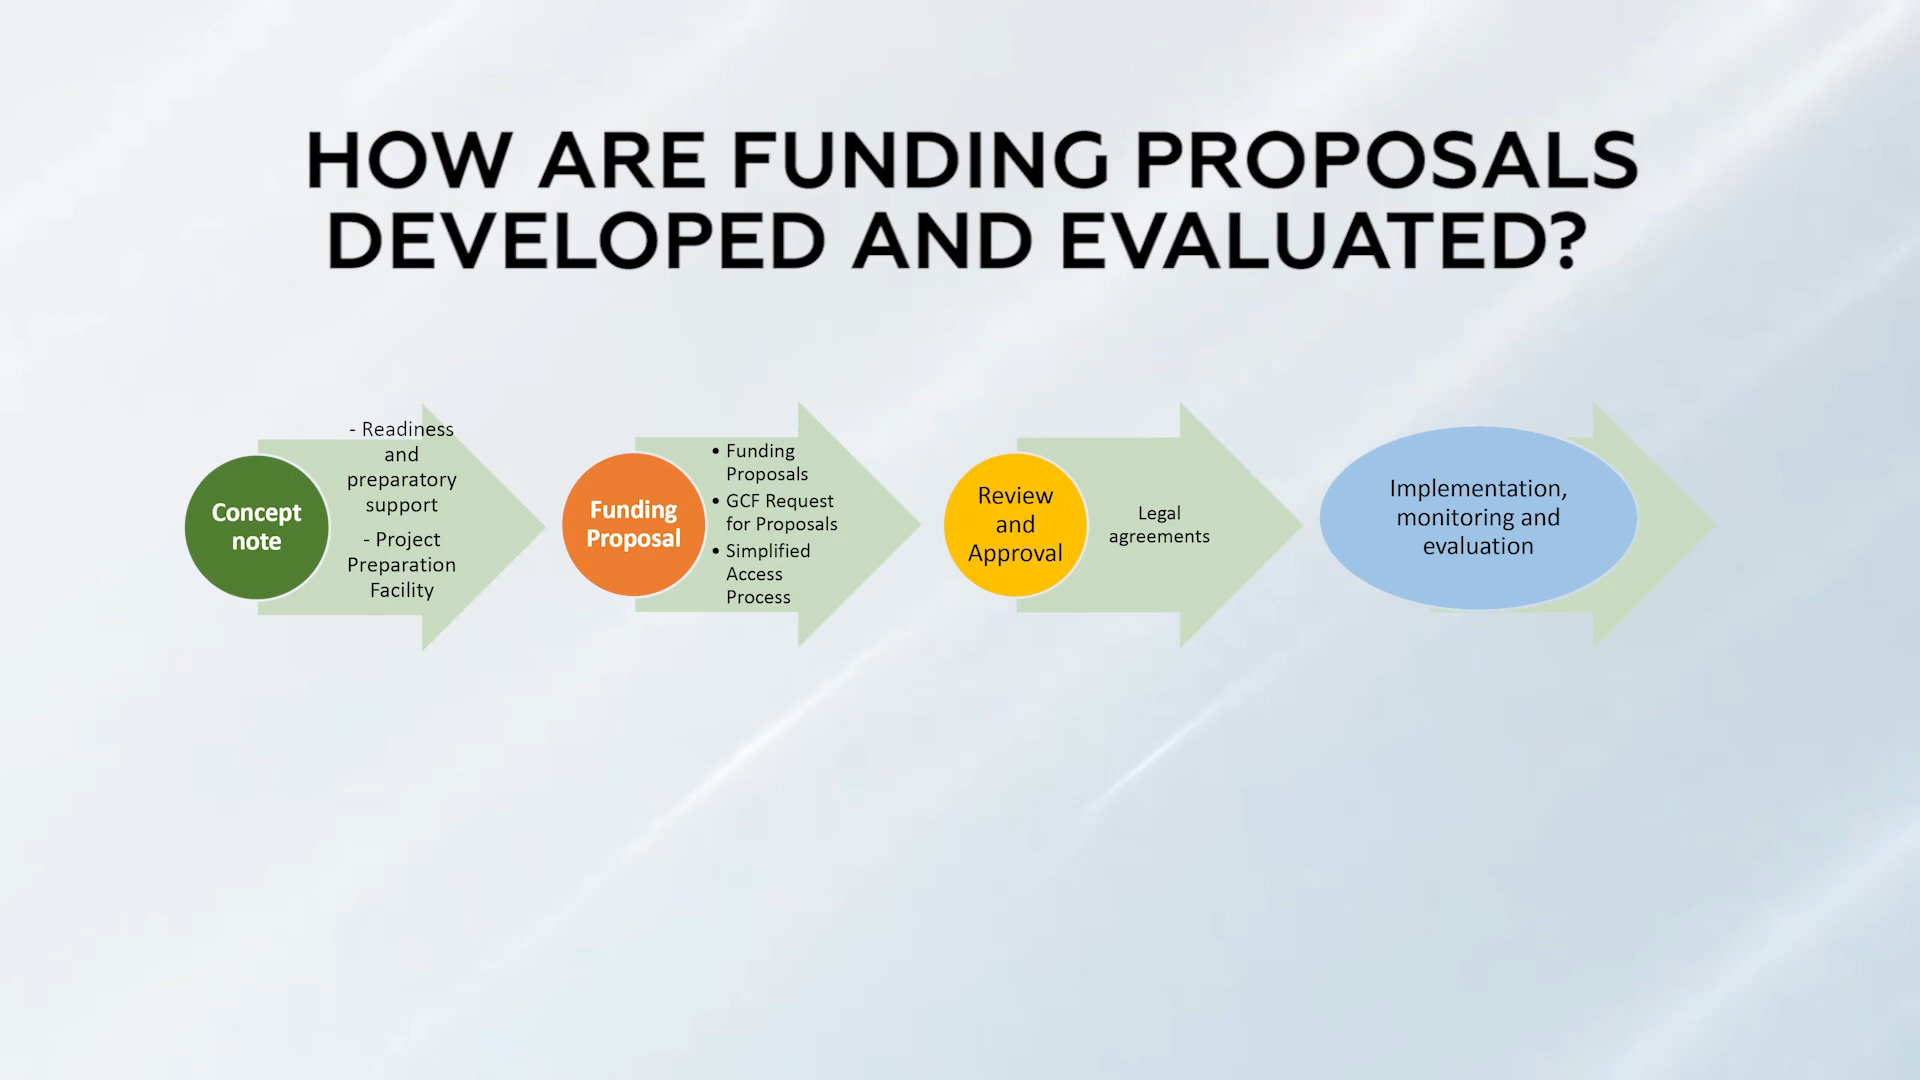 HOW ARE FUNDING PROPOSALS
DEVELOPED AND EVALUATED?
Concept
note
- Readiness
and
preparatory
support
- Project
Preparation
Facility
Funding
Proposal
• Funding
Proposals
• GCF Request
for Proposals
• Simplified
Access
Process
Review
and
Approval
Legal
agreements
Implementation,
monitoring and
evaluation